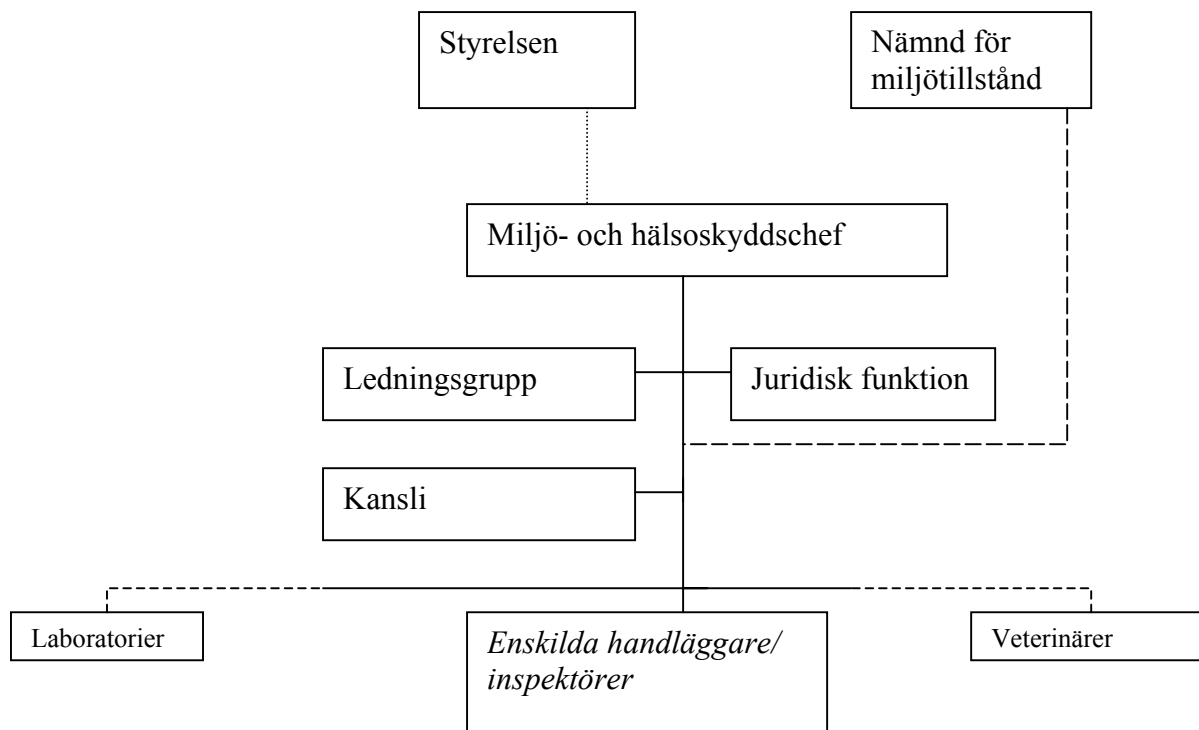 Styrelsen
Nämnd för
miljötillstånd
Miljö- och hälsoskyddschef
Ledningsgrupp
Juridisk funktion
Kansli
Laboratorier
Enskilda handläggare/
inspektörer
Veterinärer